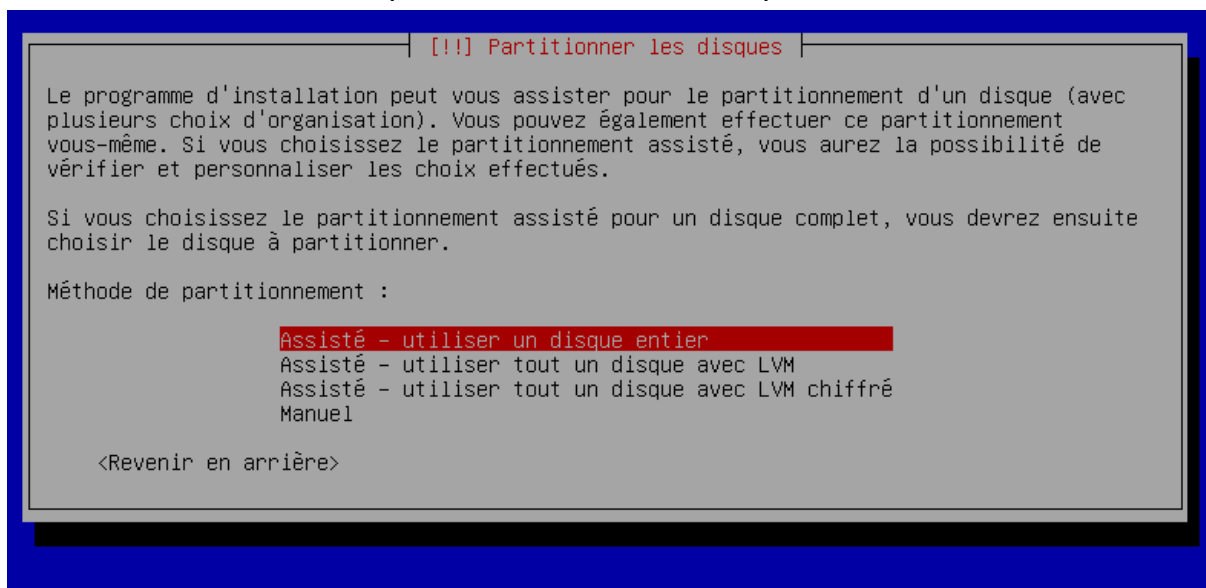 [!!] Partitionner les disques
Le programme d'installation peut vous assister pour le partitionnement d'un disque (avec
plusieurs choix d'organisation). Vous pouvez également effectuer ce partitionnement
vous-même. Si vous choisissez le partitionnement assisté, vous aurez la possibilité de
vérifier et personnaliser les choix effectués.
Si vous choisissez le partitionnement assisté pour un disque complet, vous devrez ensuite
choisir le disque à partitionner.
Méthode de partitionnement :
Assisté - utiliser un disque entier
Assisté - utiliser tout un disque avec LVM
Assisté - utiliser tout un disque avec LVM chiffré
Manuel
<Revenir en arrière>